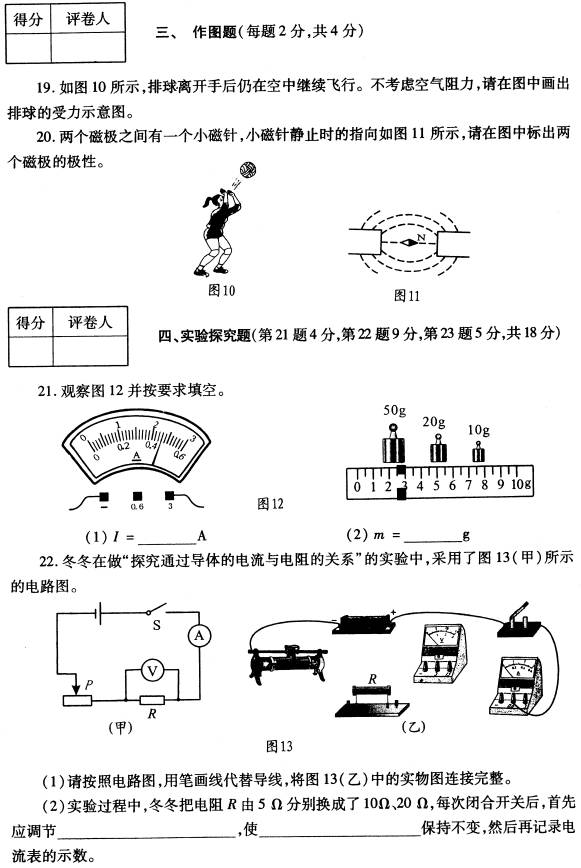 得分 评卷人
三、 作图题(每题2分,共4分)
19. 如图10所示,排球离开手后仍在空中继续飞行。不考虑空气阻力,请在图中画出
排球的受力示意图。
20. 两个磁极之间有一个小磁针,小磁针静止时的指向如图11所示,请在图中标出两
个磁极的极性。
N
图10
图11
得分 评卷人
四、实验探究题(第21题4分,第22题9分,第23题5分,共18分)
21. 观察图12并按要求填空。
0 1 2 3
0 0.2 0.4 0.6
A
− 0.6 3
50g 20g 10g
0 1 2 3 4 5 6 7 8 9 10g
图12
(1) I = ________A
(2) m = ________g
22. 冬冬在做“探究通过导体的电流与电阻的关系”的实验中,采用了图13(甲)所示
的电路图。
S
A
V
P
R
(甲)
− +
V
A
R
(乙)
图13
(1)请按照电路图,用笔画线代替导线,将图13(乙)中的实物图连接完整。
(2)实验过程中,冬冬把电阻R由5 Ω分别换成了10Ω、20 Ω,每次闭合开关后,首先
应调节____________________,使____________________保持不变,然后再记录电
流表的示数。